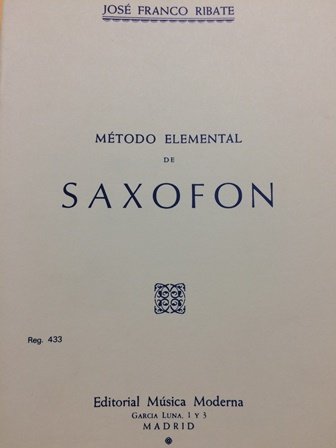 JOSÉ FRANCO RIBATE
MÉTODO ELEMENTAL
DE
SAXOFON
Reg. 433
Editorial Música Moderna
GARCIA LUNA, 1 Y 3
MADRID